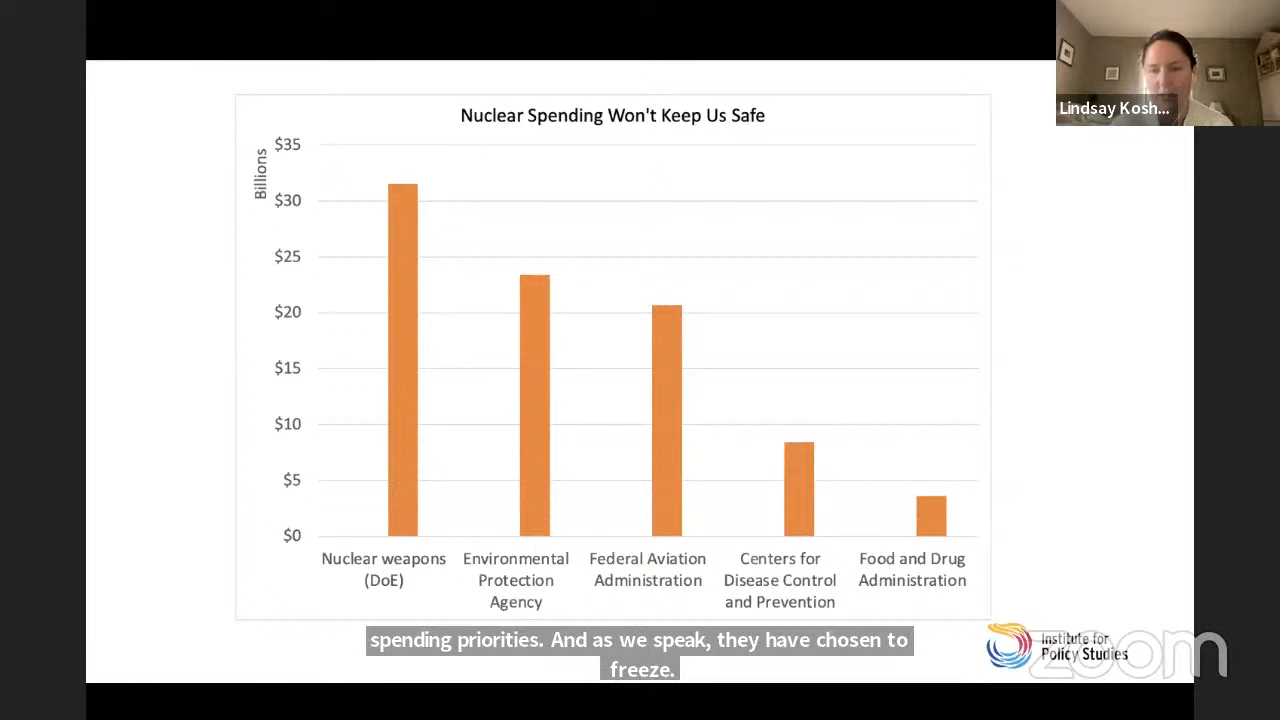 Lindsay Kosh...
Nuclear Spending Won't Keep Us Safe
Billions
$35
$30
$25
$20
$15
$10
$5
$0
Nuclear weapons
(DoE)
Environmental
Protection
Agency
Federal Aviation
Administration
Centers for
Disease Control
and Prevention
Food and Drug
Administration
spending priorities. And as we speak, they have chosen to
freeze.
Institute for
Policy Studies
zoom